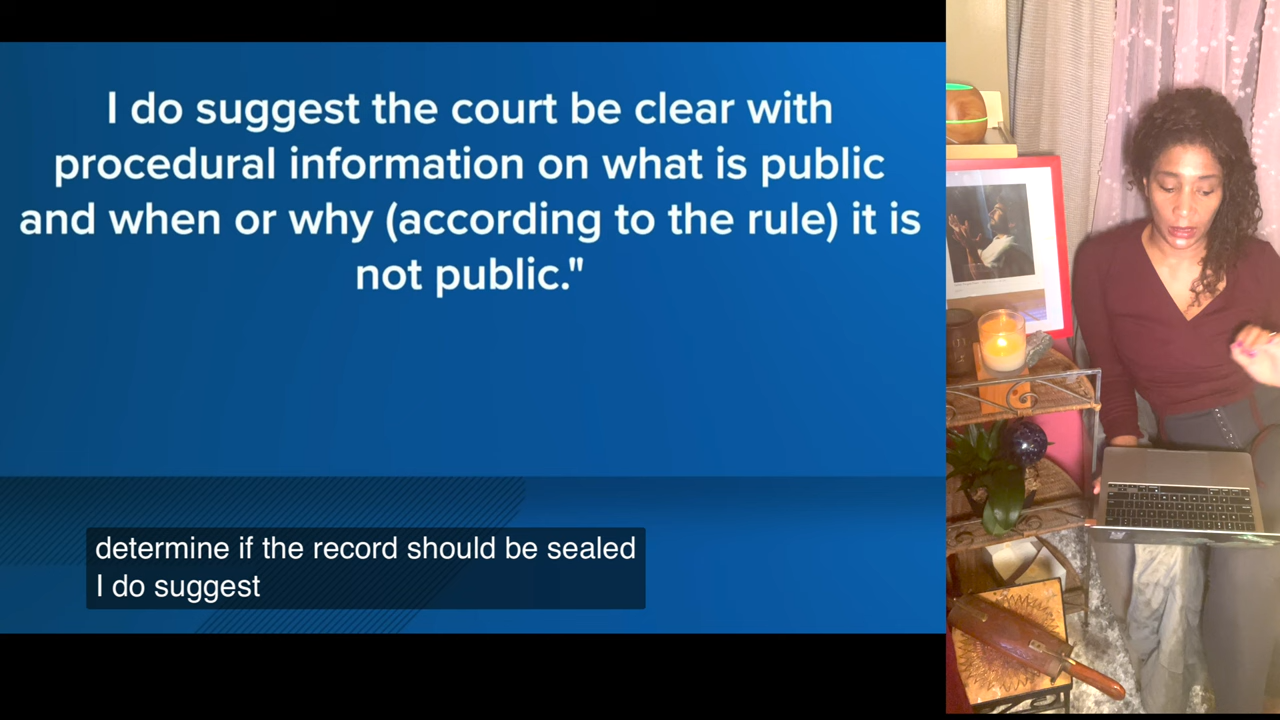 I do suggest the court be clear with
procedural information on what is public
and when or why (according to the rule) it is
not public."
determine if the record should be sealed
I do suggest